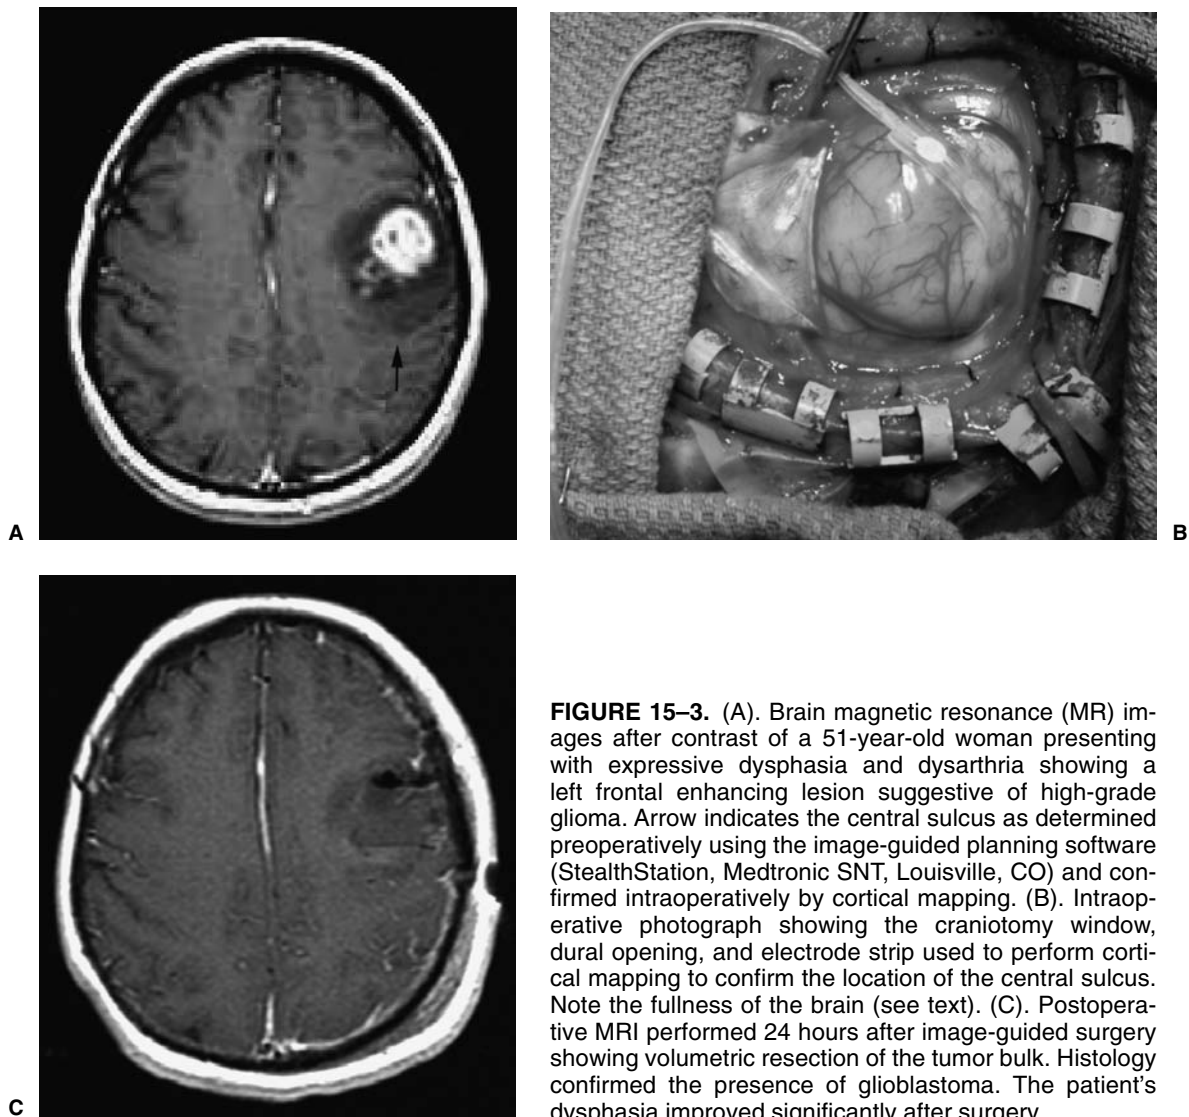 A
B
C
FIGURE 15–3. (A). Brain magnetic resonance (MR) im-
ages after contrast of a 51-year-old woman presenting
with expressive dysphasia and dysarthria showing a
left frontal enhancing lesion suggestive of high-grade
glioma. Arrow indicates the central sulcus as determined
preoperatively using the image-guided planning software
(StealthStation, Medtronic SNT, Louisville, CO) and con-
firmed intraoperatively by cortical mapping. (B). Intraop-
erative photograph showing the craniotomy window,
dural opening, and electrode strip used to perform corti-
cal mapping to confirm the location of the central sulcus.
Note the fullness of the brain (see text). (C). Postopera-
tive MRI performed 24 hours after image-guided surgery
showing volumetric resection of the tumor bulk. Histology
confirmed the presence of glioblastoma. The patient's
dysphasia improved significantly after surgery